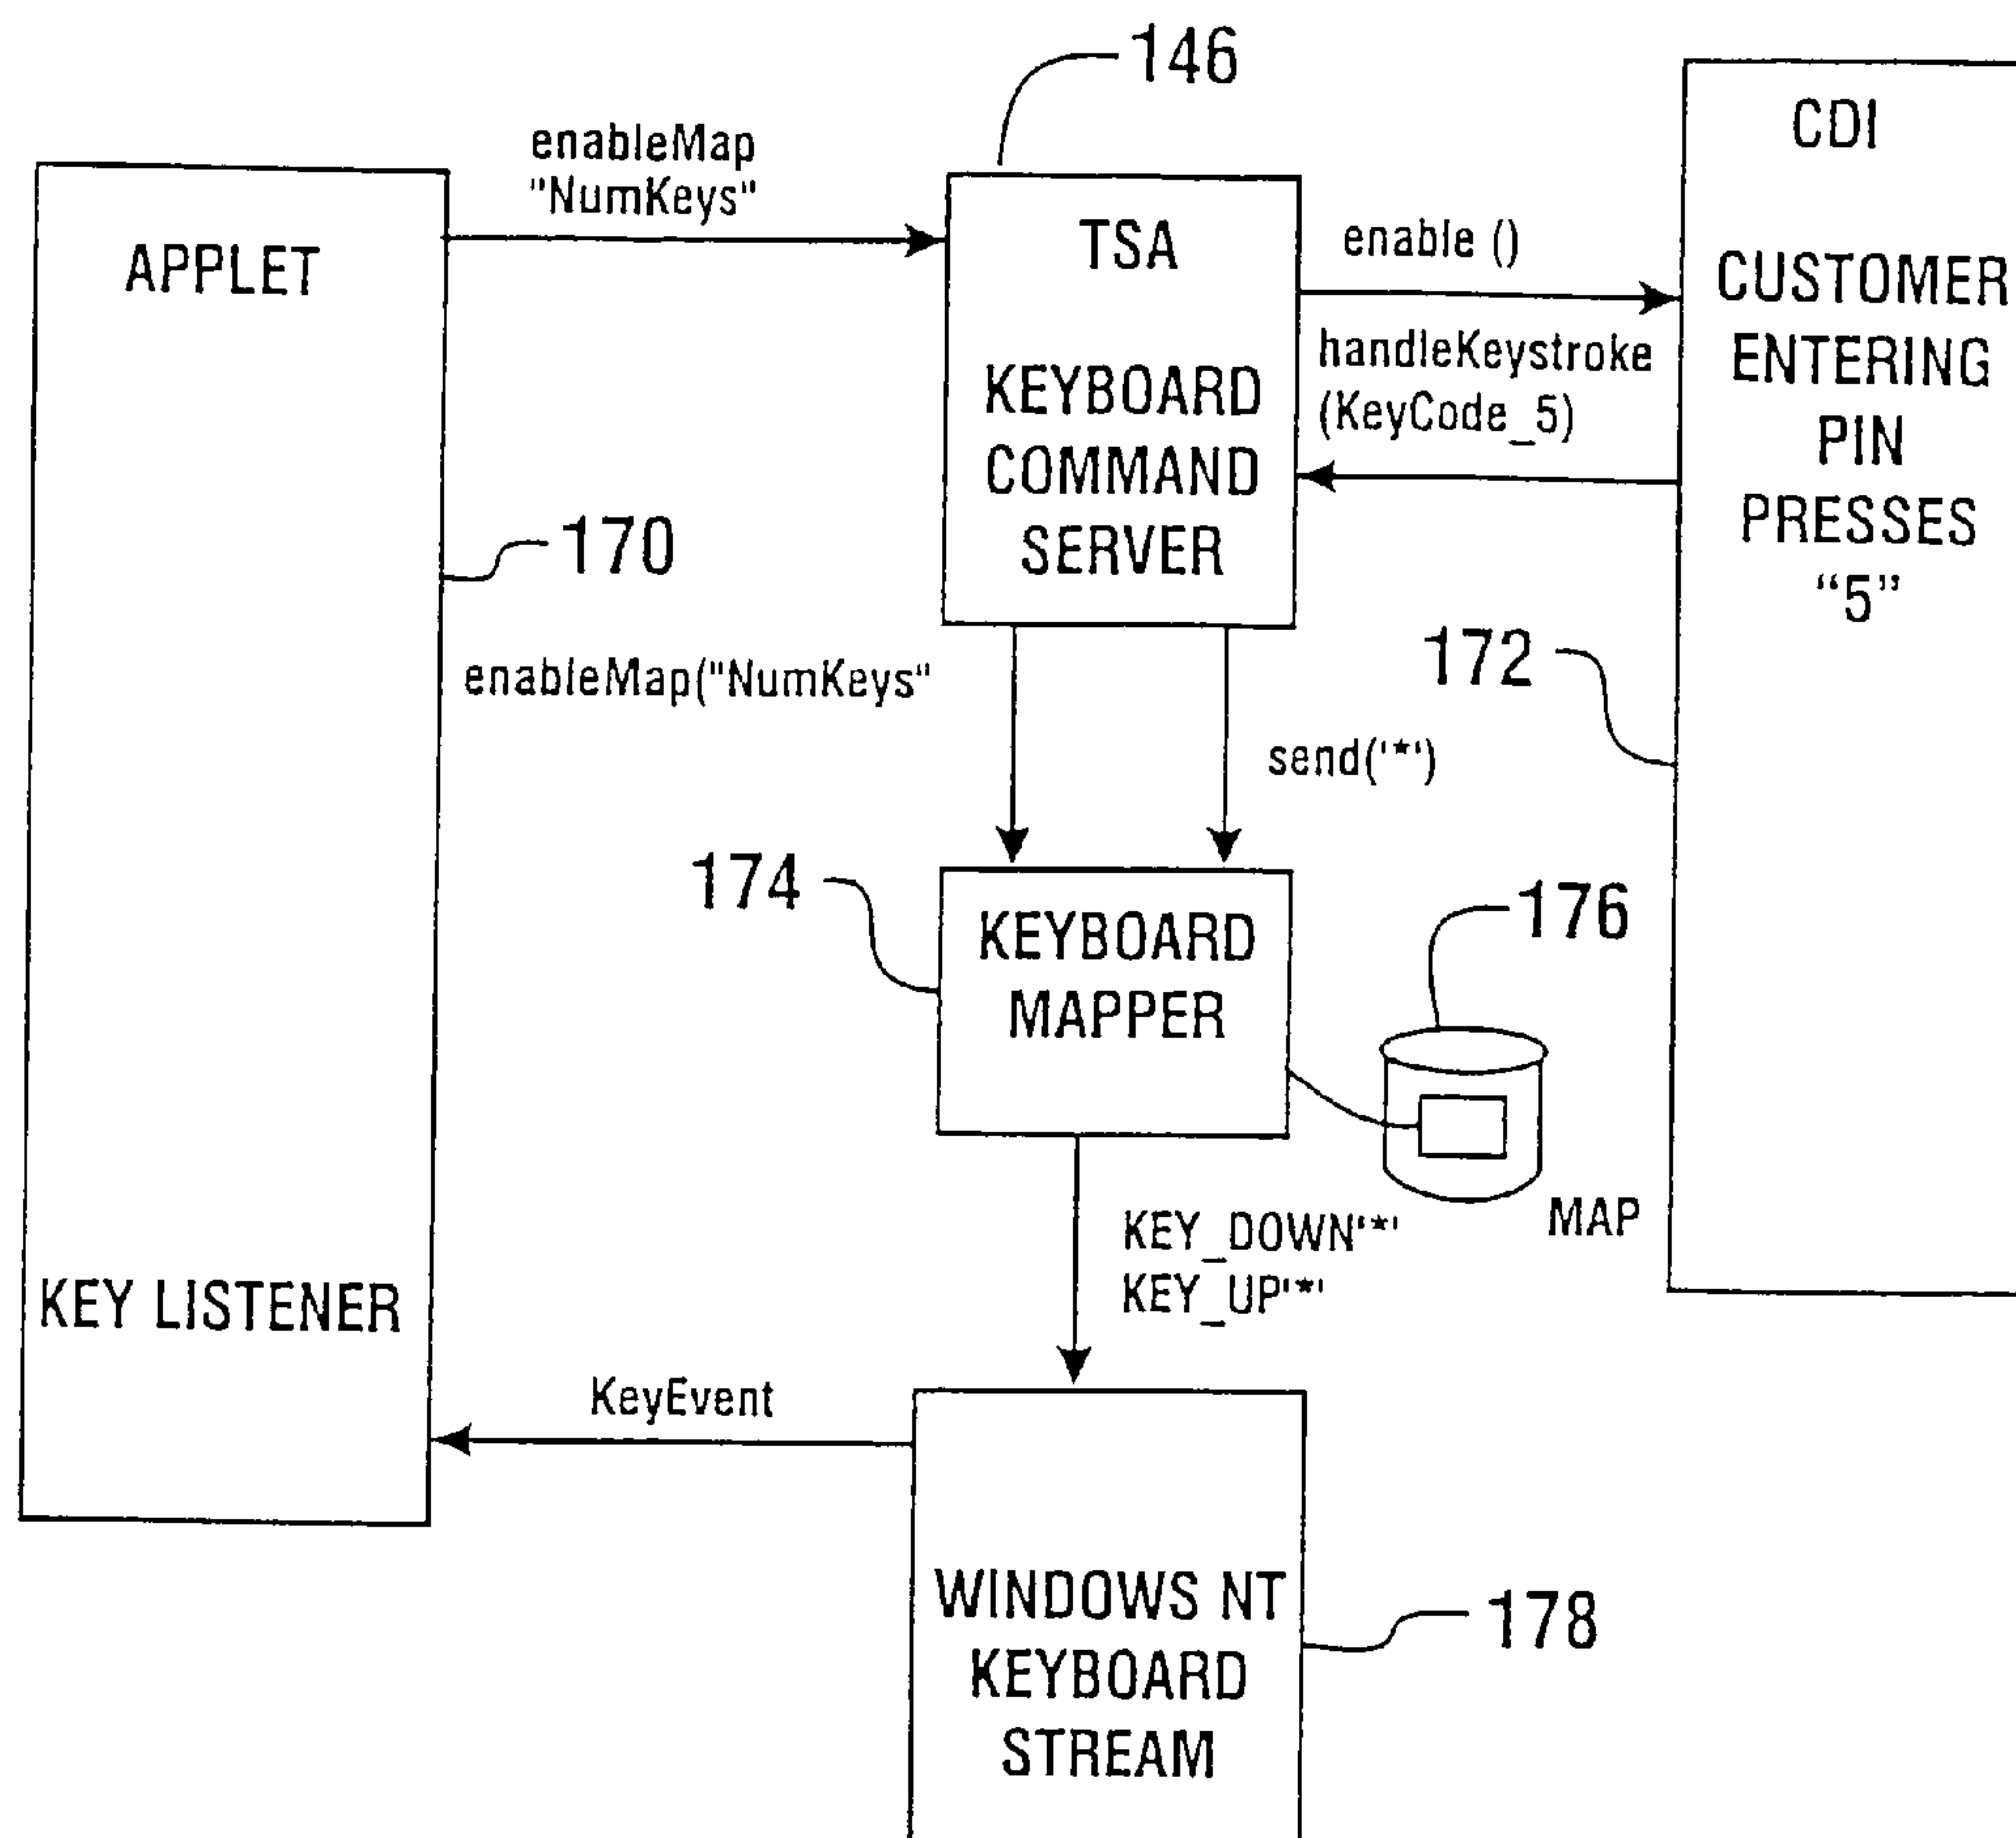 146
enableMap
"NumKeys"
APPLET
TSA
KEYBOARD
COMMAND
SERVER
enable ()
handleKeystroke
(KeyCode_5)
CDI
CUSTOMER
ENTERING
PIN
PRESSES
“5”
170
172
enableMap("NumKeys"
send('*')
174
KEYBOARD
MAPPER
176
MAP
KEY_DOWN'*'
KEY_UP'*'
KEY LISTENER
KeyEvent
WINDOWS NT
KEYBOARD
STREAM
178